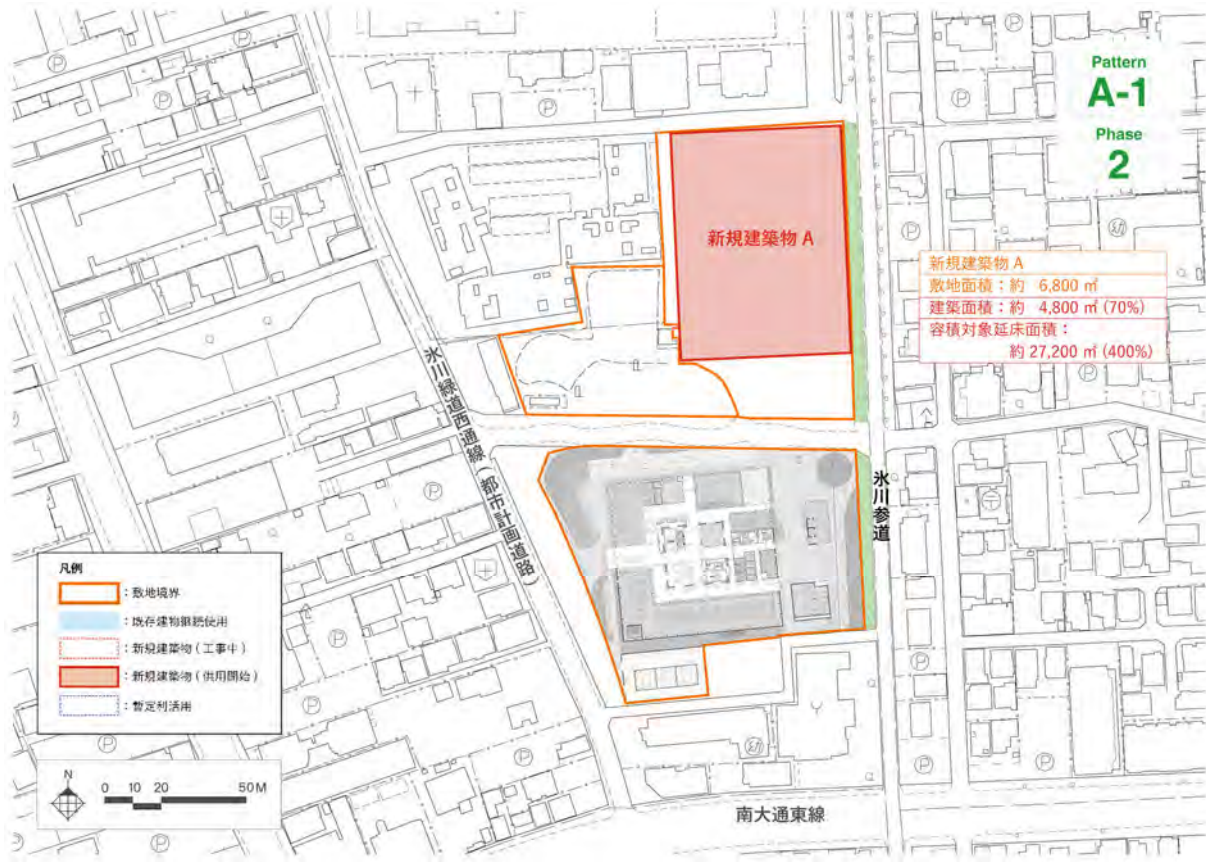 Pattern
A-1
Phase
2
新規建築物 A
新規建築物 A
敷地面積：約 6,800 ㎡
建築面積：約 4,800 ㎡ (70%)
容積対象延床面積：
約 27,200 ㎡ (400%)
氷川緑道西通線（都市計画道路）
氷川参道
凡例
：敷地境界
：既存建物継続使用
：新規建築物（工事中）
：新規建築物（供用開始）
：暫定利活用
N
0 10 20 50M
南大通東線
Ⓟ
Ⓟ
Ⓟ
Ⓟ
Ⓟ
Ⓟ
Ⓟ
Ⓟ
Ⓟ
Ⓟ
Ⓟ
Ⓟ
幼
幼